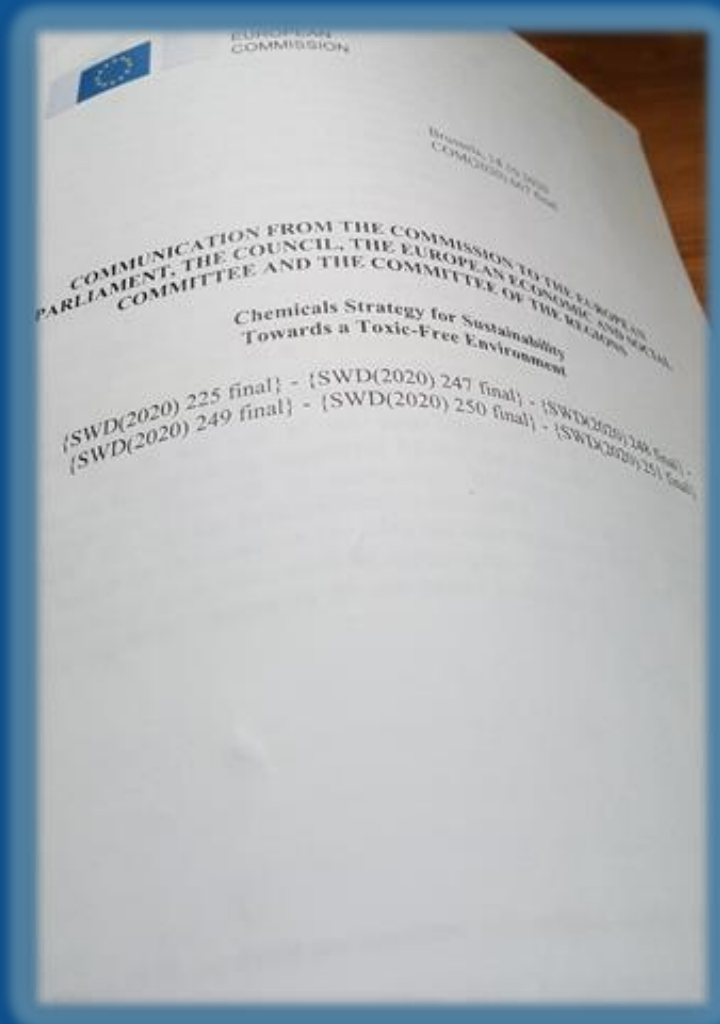 EUROPEAN
COMMISSION
Brussels, 14.10.2020
COM(2020) 667 final
COMMUNICATION FROM THE COMMISSION TO THE EUROPEAN
PARLIAMENT, THE COUNCIL, THE EUROPEAN ECONOMIC AND SOCIAL
COMMITTEE AND THE COMMITTEE OF THE REGIONS
Chemicals Strategy for Sustainability
Towards a Toxic-Free Environment
{SWD(2020) 225 final} - {SWD(2020) 247 final} - {SWD(2020) 248 final} -
{SWD(2020) 249 final} - {SWD(2020) 250 final} - {SWD(2020) 251 final}